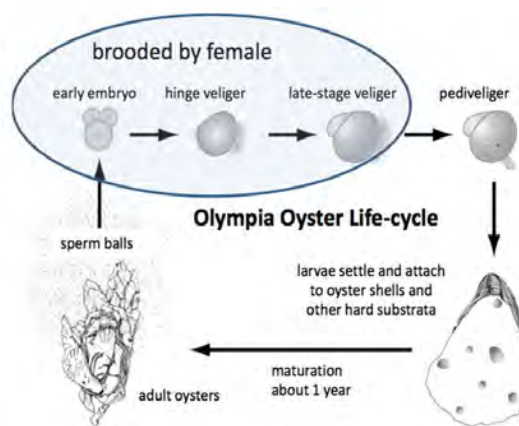 brooded by female
early embryo
hinge veliger
late-stage veliger
pediveliger
Olympia Oyster Life-cycle
sperm balls
larvae settle and attach
to oyster shells and
other hard substrata
adult oysters
maturation
about 1 year